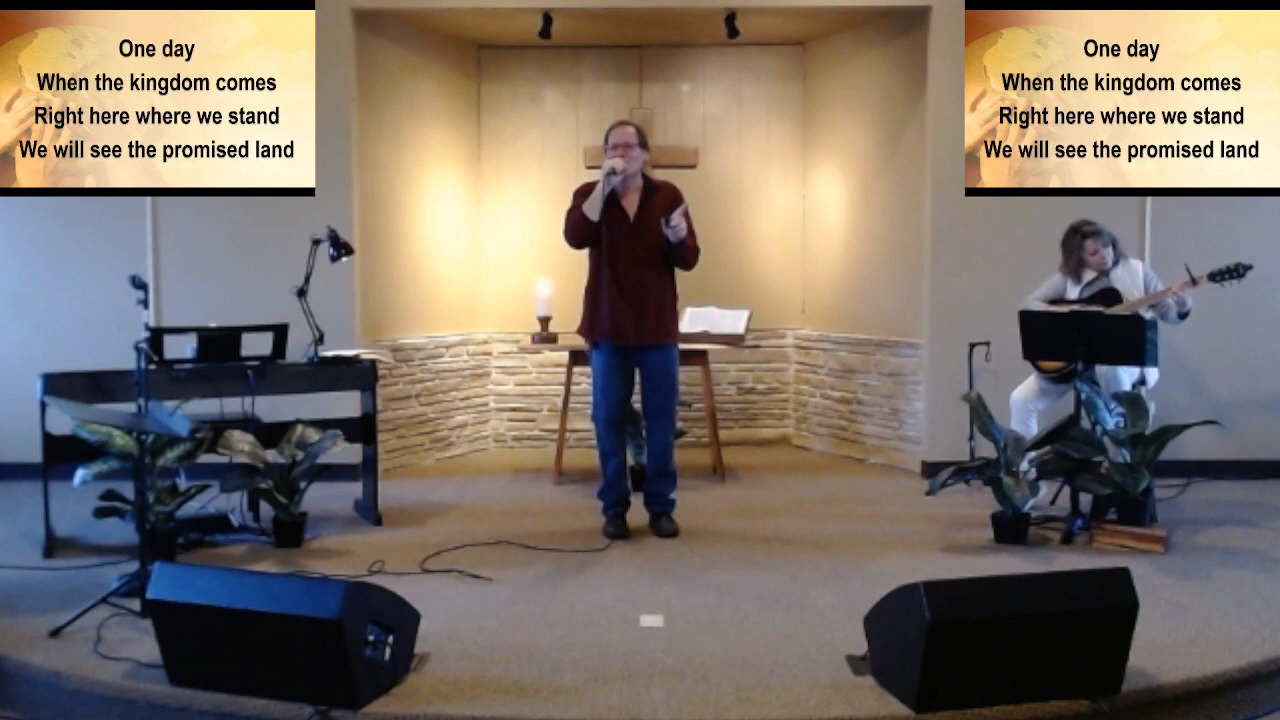 One day
When the kingdom comes
Right here where we stand
We will see the promised land
One day
When the kingdom comes
Right here where we stand
We will see the promised land